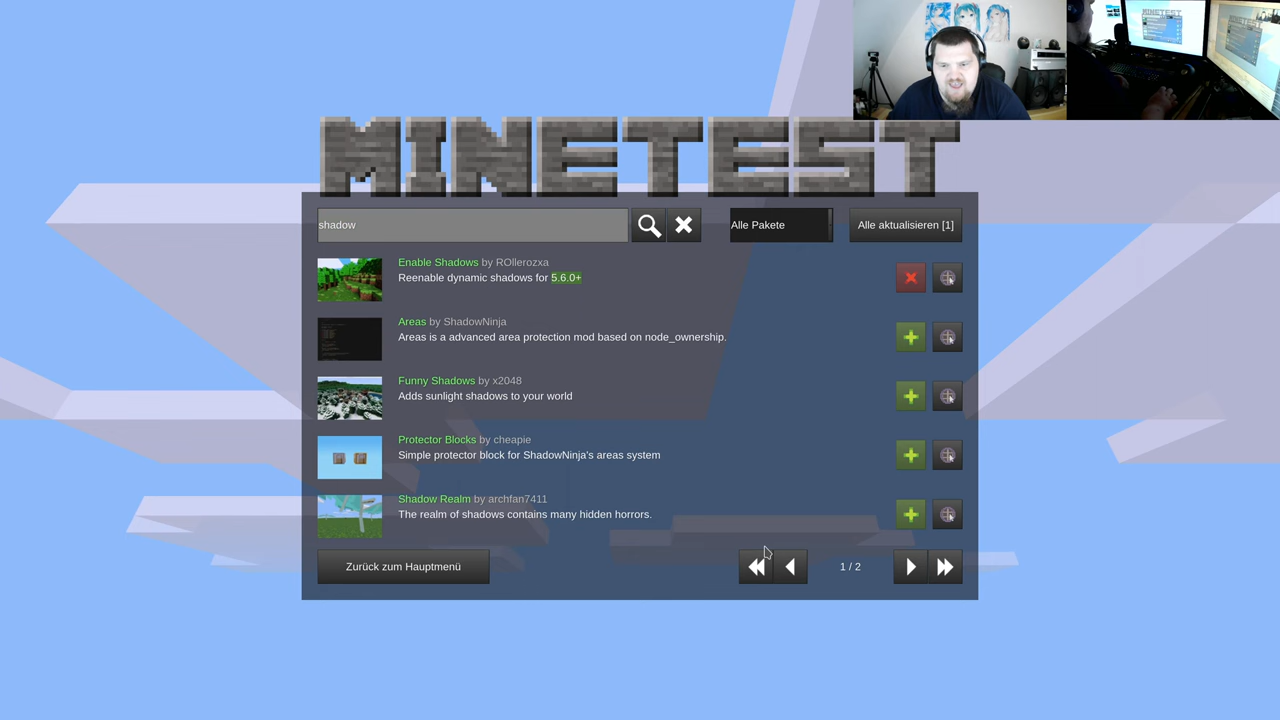 MINETEST
shadow
Alle Pakete
Alle aktualisieren [1]
Enable Shadows by ROllerozxa
Reenable dynamic shadows for 5.6.0+
Areas by ShadowNinja
Areas is a advanced area protection mod based on node_ownership.
Funny Shadows by x2048
Adds sunlight shadows to your world
Protector Blocks by cheapie
Simple protector block for ShadowNinja's areas system
Shadow Realm by archfan7411
The realm of shadows contains many hidden horrors.
Zurück zum Hauptmenü
1 / 2